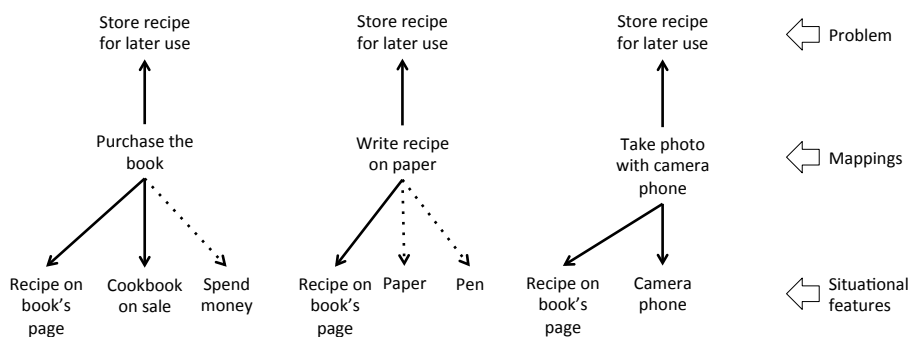 Store recipe
for later use
Store recipe
for later use
Store recipe
for later use
Problem
Purchase the
book
Write recipe
on paper
Take photo
with camera
phone
Mappings
Recipe on
book's
page
Cookbook
on sale
Spend
money
Recipe on
book's
page
Paper
Pen
Recipe on
book's
page
Camera
phone
Situational
features